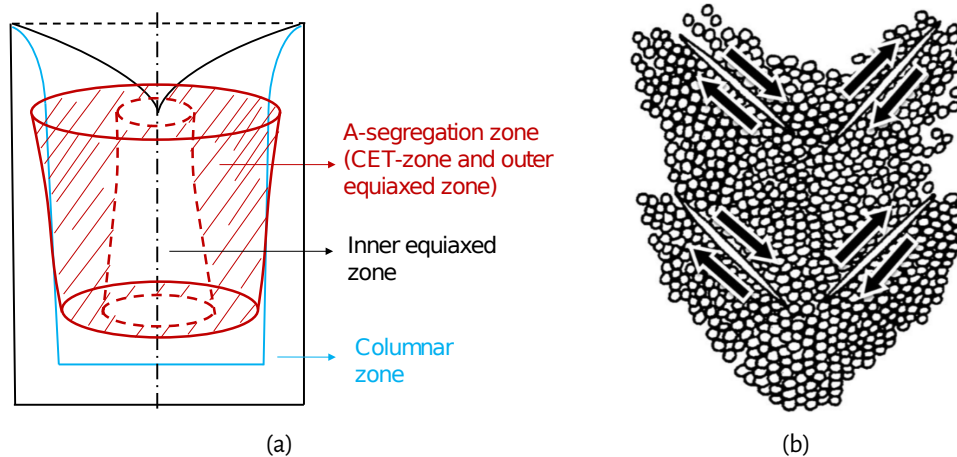 A-segregation zone
(CET-zone and outer
equiaxed zone)
Inner equiaxed
zone
Columnar
zone
(a)
(b)